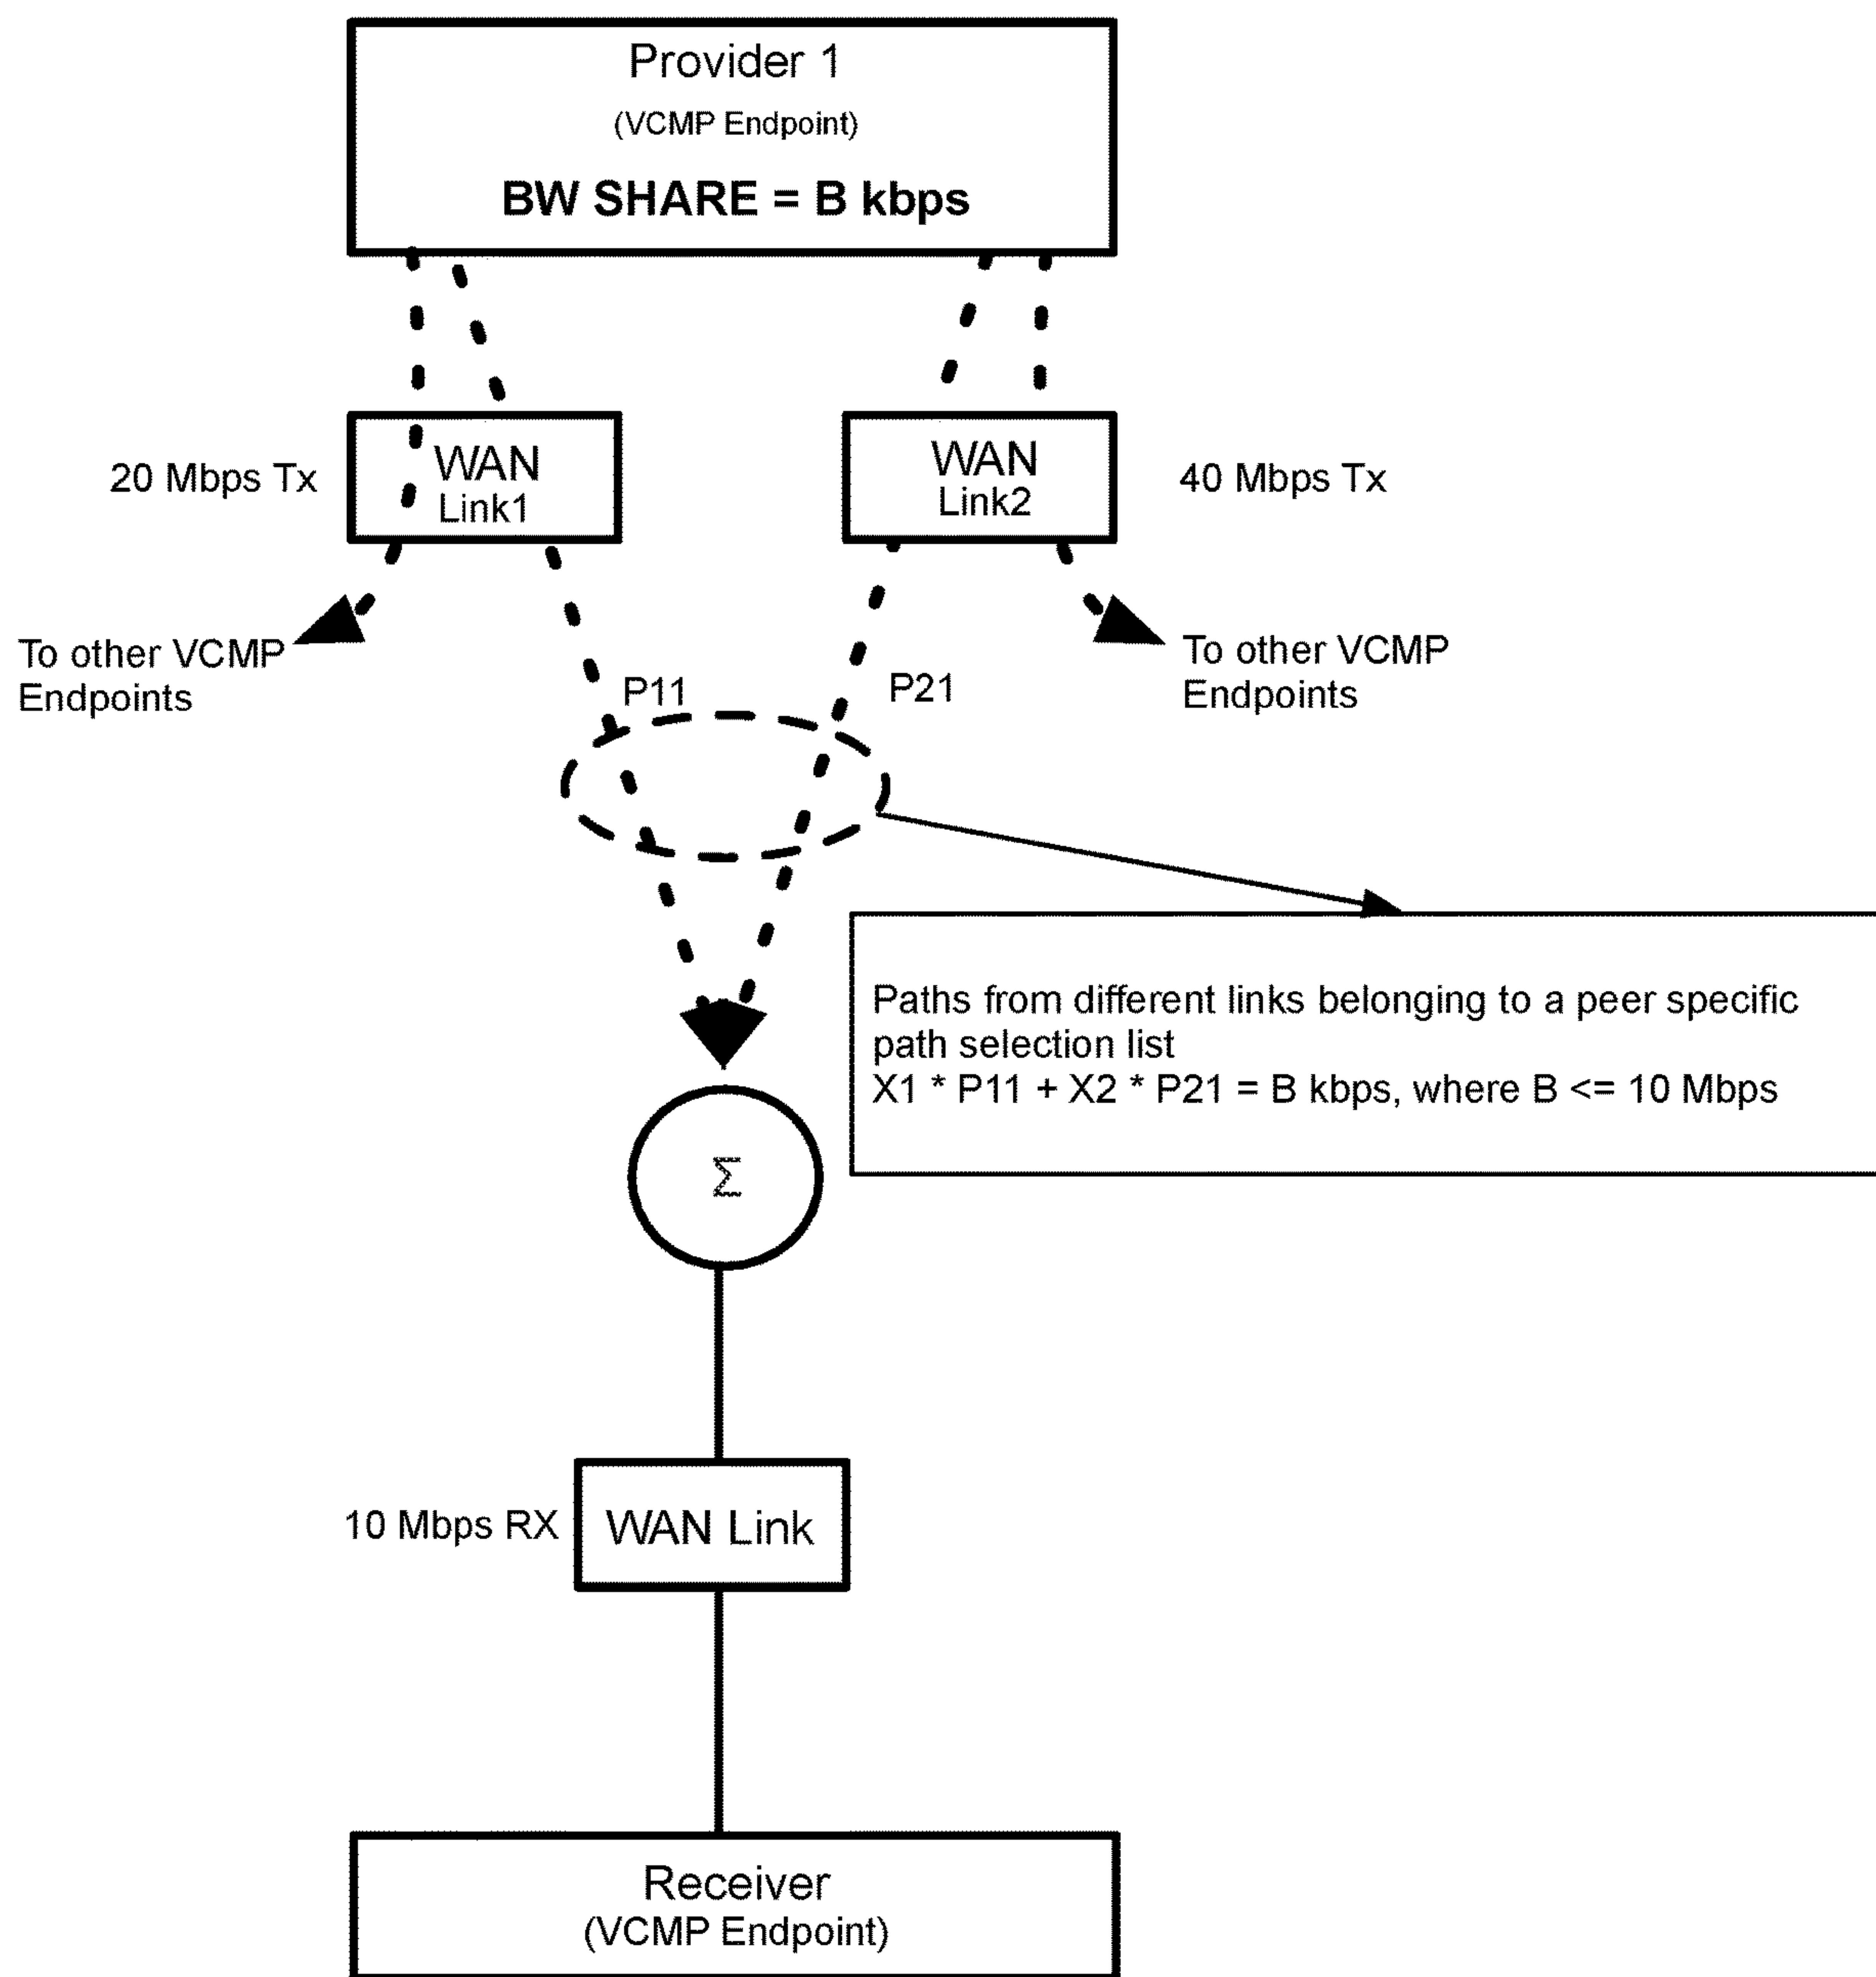 Provider 1
(VCMP Endpoint)
BW SHARE = B kbps
20 Mbps Tx
WAN
Link1
WAN
Link2
40 Mbps Tx
To other VCMP
Endpoints
P11
P21
To other VCMP
Endpoints
Paths from different links belonging to a peer specific
path selection list
X1 * P11 + X2 * P21 = B kbps, where B <= 10 Mbps
Σ
10 Mbps RX
WAN Link
Receiver
(VCMP Endpoint)